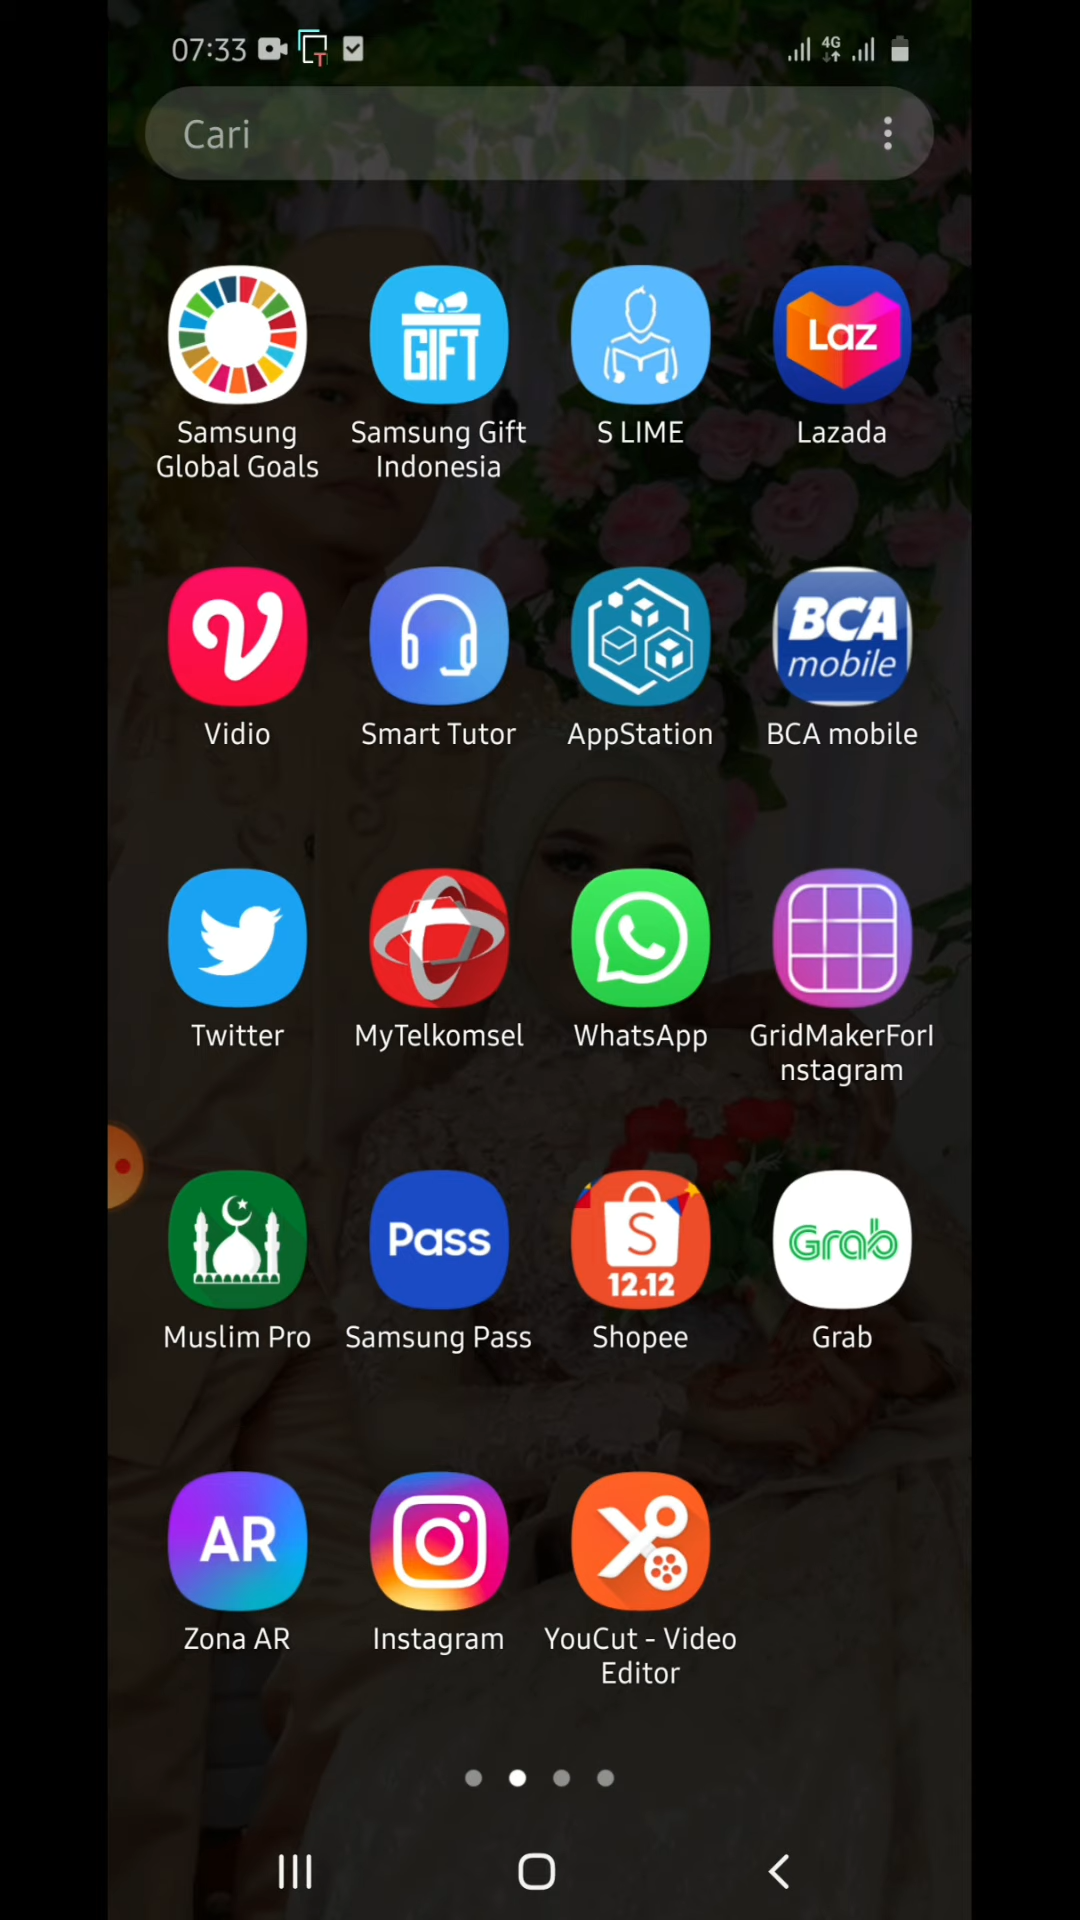 07:33
4G
Cari
GIFT
Laz
Samsung
Global Goals
Samsung Gift
Indonesia
S LIME
Lazada
BCA
mobile
Vidio
Smart Tutor
AppStation
BCA mobile
Twitter
MyTelkomsel
WhatsApp
GridMakerForI
nstagram
Pass
S
12.12
Grab
Muslim Pro
Samsung Pass
Shopee
Grab
AR
Zona AR
Instagram
YouCut - Video
Editor